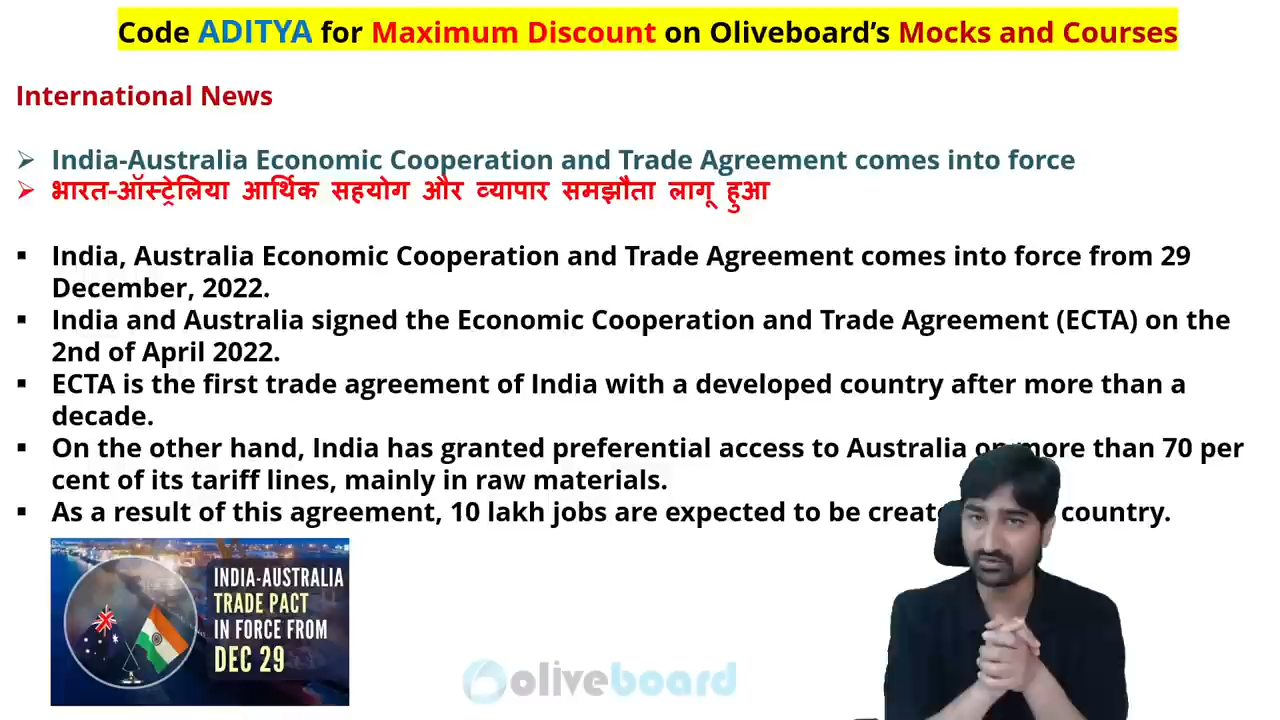 Code ADITYA for Maximum Discount on Oliveboard's Mocks and Courses
International News
India-Australia Economic Cooperation and Trade Agreement comes into force
भारत-ऑस्ट्रेलिया आर्थिक सहयोग और व्यापार समझौता लागू हुआ
India, Australia Economic Cooperation and Trade Agreement comes into force from 29
December, 2022.
India and Australia signed the Economic Cooperation and Trade Agreement (ECTA) on the
2nd of April 2022.
ECTA is the first trade agreement of India with a developed country after more than a
decade.
On the other hand, India has granted preferential access to Australia on more than 70 per
cent of its tariff lines, mainly in raw materials.
As a result of this agreement, 10 lakh jobs are expected to be country.
INDIA-AUSTRALIA
TRADE PACT
IN FORCE FROM
DEC 29
oliveboard